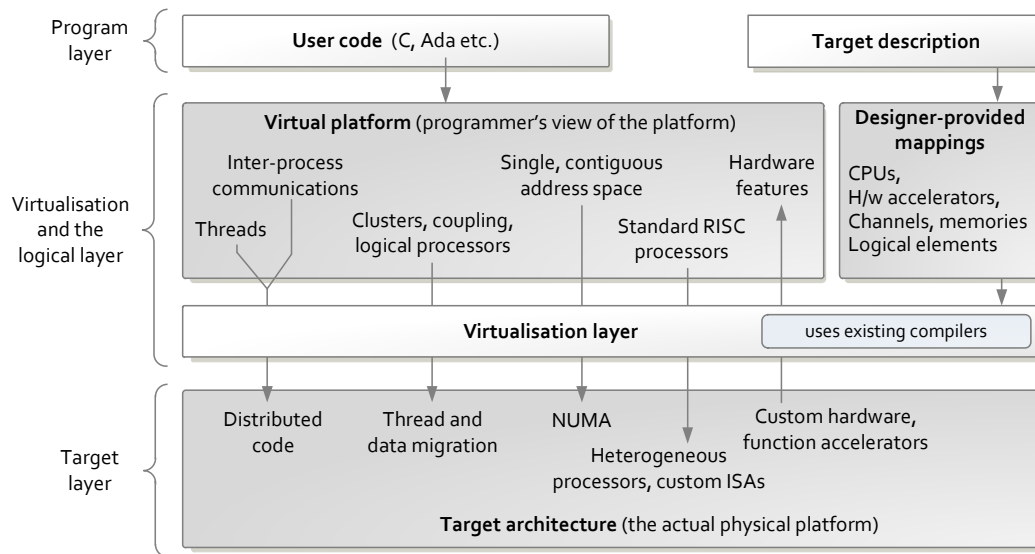 Program
layer
User code (C, Ada etc.)
Target description
Virtualisation
and the
logical layer
Virtual platform (programmer's view of the platform)
Inter-process
communications
Threads
Clusters, coupling,
logical processors
Single, contiguous
address space
Standard RISC
processors
Hardware
features
Designer-provided
mappings
CPUs,
H/w accelerators,
Channels, memories
Logical elements
Virtualisation layer
uses existing compilers
Target
layer
Distributed
code
Thread and
data migration
NUMA
Heterogeneous
processors, custom ISAs
Custom hardware,
function accelerators
Target architecture (the actual physical platform)